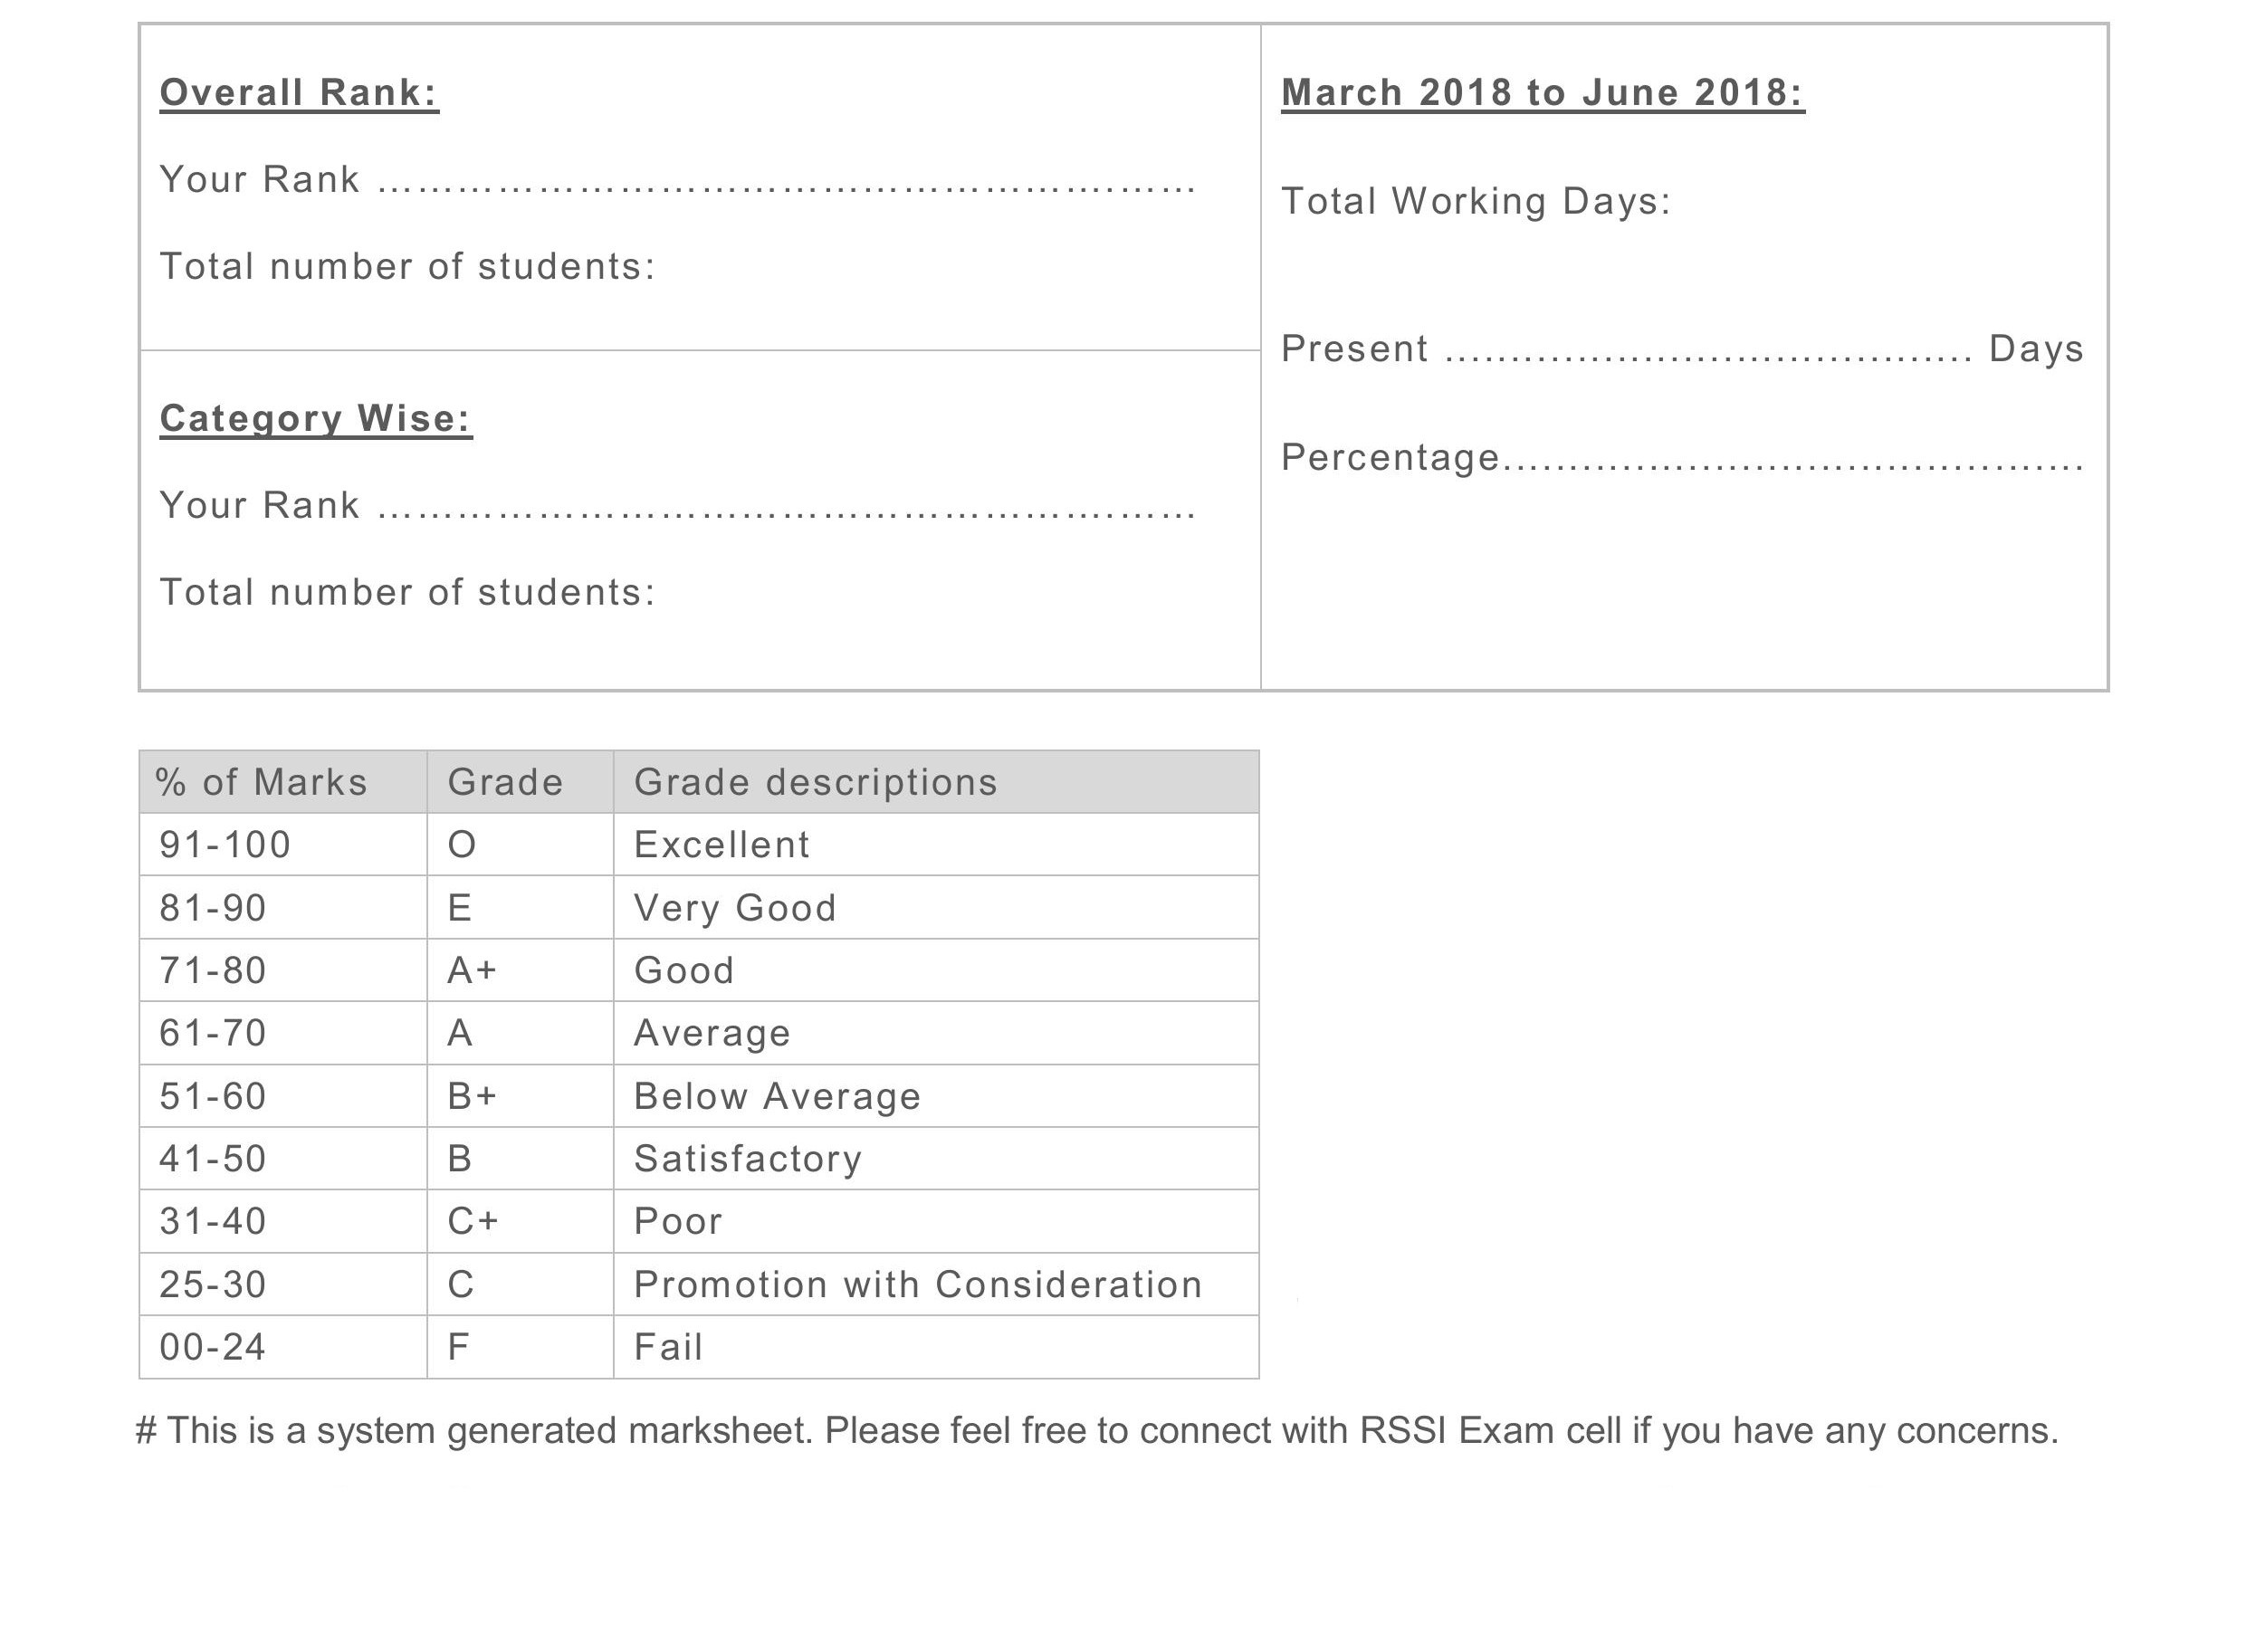 Overall Rank:
Your Rank ……………………………………………………
Total number of students:
Category Wise:
Your Rank ……………………………………………………
Total number of students:
March 2018 to June 2018:
Total Working Days:
Present ........................................ Days
Percentage............................................
% of Marks Grade Grade descriptions
91-100 O Excellent
81-90 E Very Good
71-80 A+ Good
61-70 A Average
51-60 B+ Below Average
41-50 B Satisfactory
31-40 C+ Poor
25-30 C Promotion with Consideration
00-24 F Fail
# This is a system generated marksheet. Please feel free to connect with RSSI Exam cell if you have any concerns.